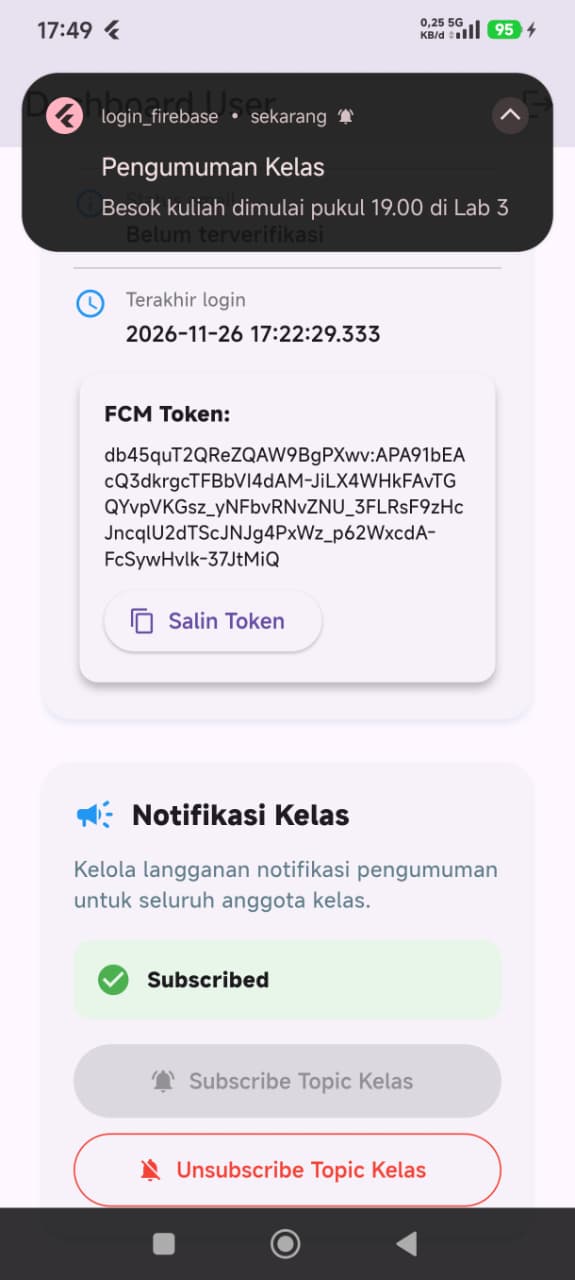 17:49
0,25 5G
KB/d
95
Dashboard User
login_firebase • sekarang
Pengumuman Kelas
Besok kuliah dimulai pukul 19.00 di Lab 3
Belum terverifikasi
Terakhir login
2026-11-26 17:22:29.333
FCM Token:
db45quT2QReZQAW9BgPXwv:APA91bEA
cQ3dkrgcTFBbVl4dAM-JiLX4WHkFAvTG
QYvpVKGsz_yNFbvRNvZNU_3FLRsF9zHc
JncqlU2dTScJNJg4PxWz_p62WxcdA-
FcSywHvlk-37JtMiQ
Salin Token
Notifikasi Kelas
Kelola langganan notifikasi pengumuman
untuk seluruh anggota kelas.
Subscribed
Subscribe Topic Kelas
Unsubscribe Topic Kelas